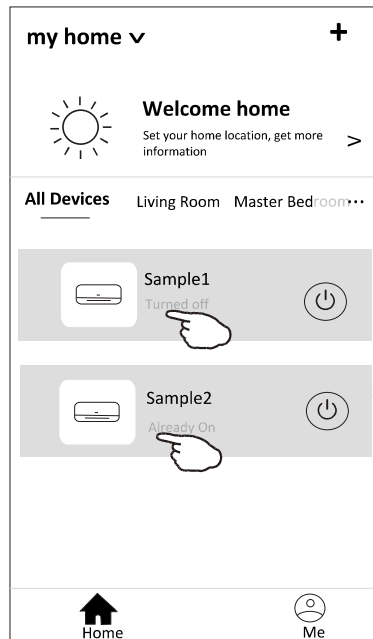 my home
Welcome home
Set your home location, get more
information
All Devices Living Room Master Bedroom...
Sample1
Turned off
Sample2
Already On
Home Me